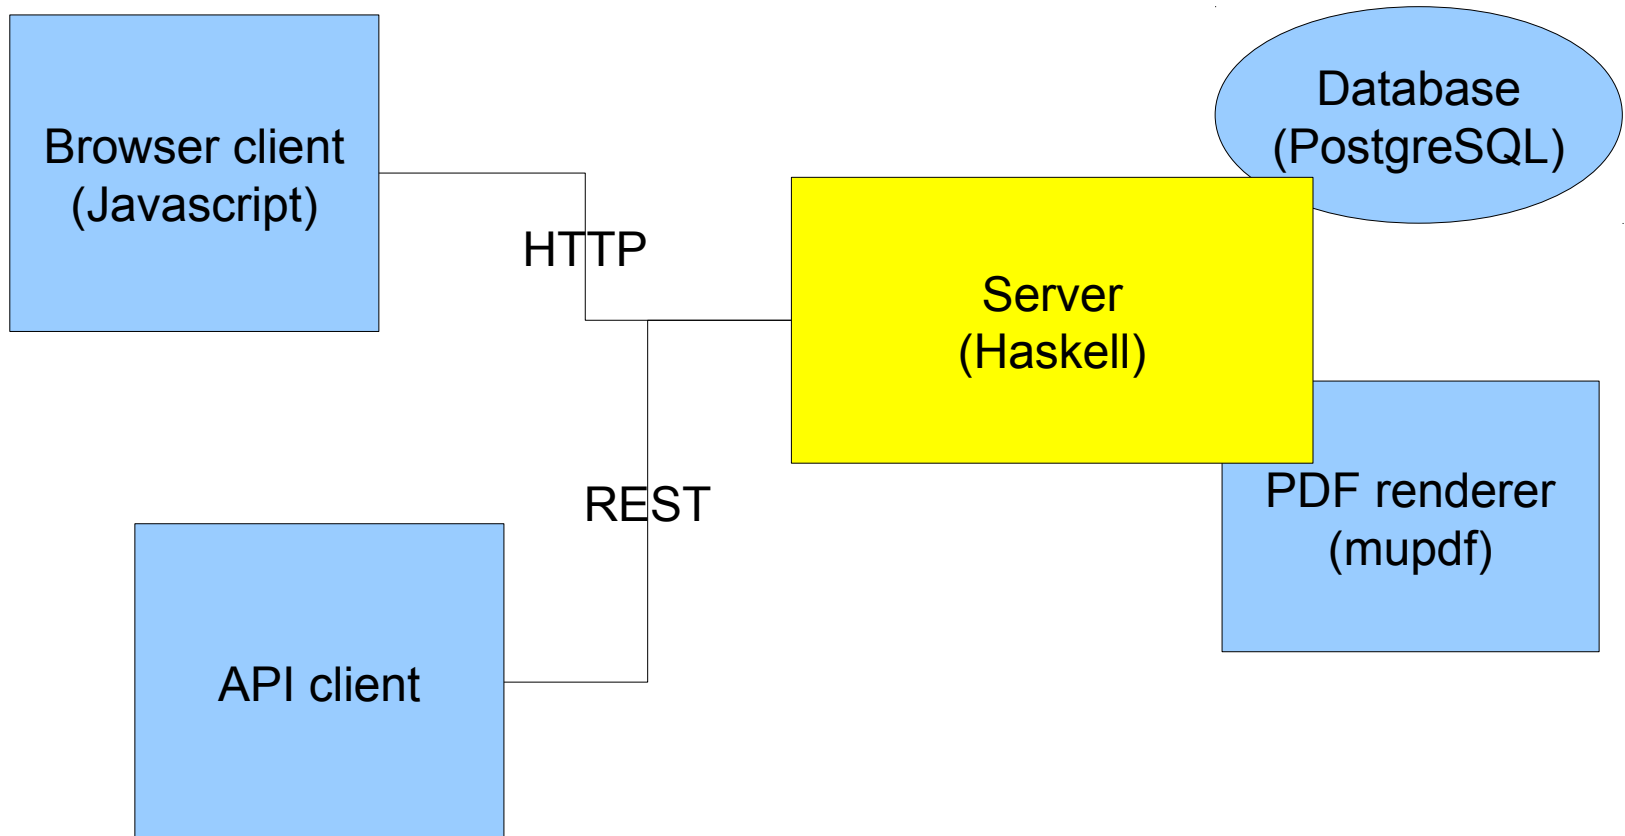 Browser client
(Javascript)
HTTP
Database
(PostgreSQL)
Server
(Haskell)
REST
PDF renderer
(mupdf)
API client